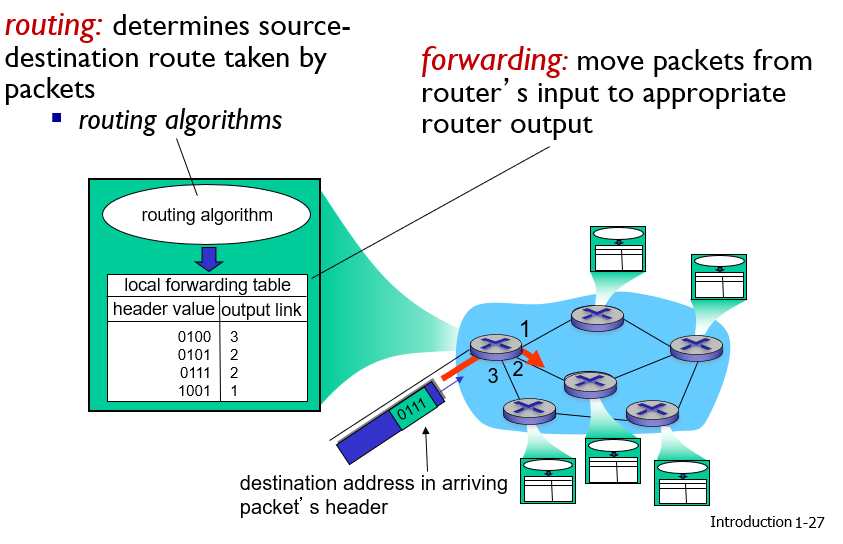 routing: determines source-
destination route taken by
packets
▪ routing algorithms
forwarding: move packets from
router’s input to appropriate
router output
routing algorithm
local forwarding table
header value output link
0100 3
0101 2
0111 2
1001 1
1
2
3
0111
destination address in arriving
packet’s header
Introduction 1-27